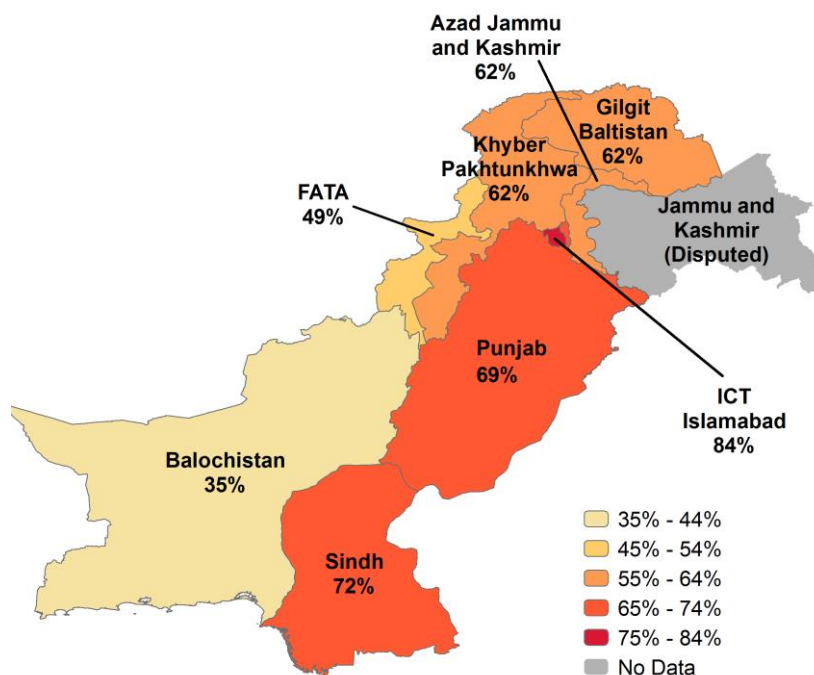 Azad Jammu
and Kashmir
62%
Gilgit
Baltistan
62%
Khyber
Pakhtunkhwa
62%
FATA
49%
Jammu and
Kashmir
(Disputed)
Punjab
69%
ICT
Islamabad
84%
Balochistan
35%
Sindh
72%
35% - 44%
45% - 54%
55% - 64%
65% - 74%
75% - 84%
No Data